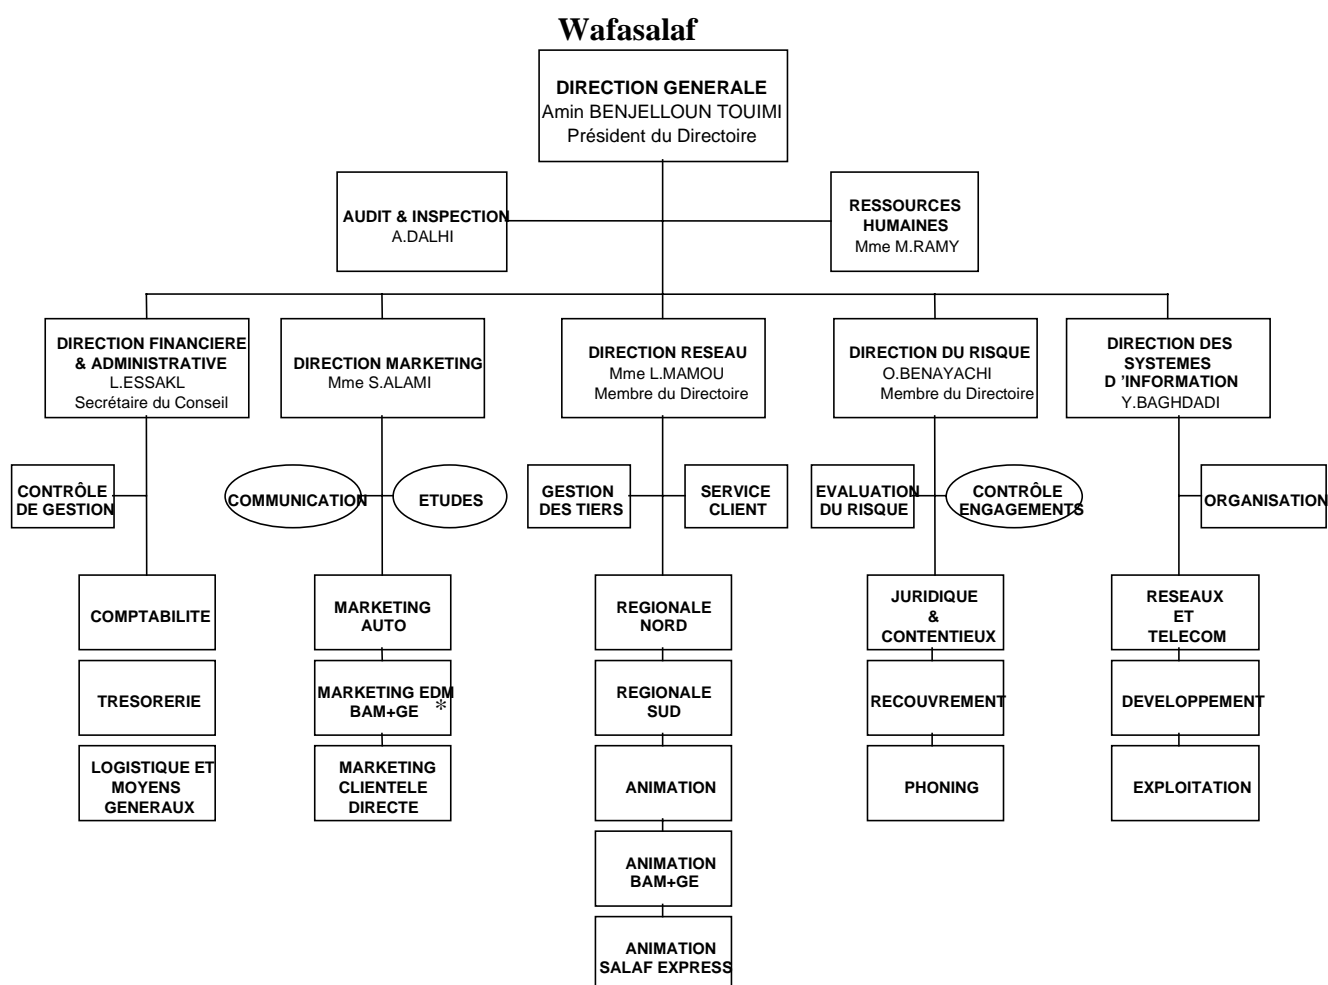 Wafasalaf
DIRECTION GENERALE
Amin BENJELLOUN TOUIMI
Président du Directoire
AUDIT & INSPECTION
A.DALHI
RESSOURCES
HUMAINES
Mme M.RAMY
DIRECTION FINANCIERE
& ADMINISTRATIVE
L.ESSAKL
Secrétaire du Conseil
DIRECTION MARKETING
Mme S.ALAMI
DIRECTION RESEAU
Mme L.MAMOU
Membre du Directoire
DIRECTION DU RISQUE
O.BENAYACHI
Membre du Directoire
DIRECTION DES
SYSTEMES
D 'INFORMATION
Y.BAGHDADI
CONTRÔLE
DE GESTION
COMMUNICATION
ETUDES
GESTION
DES TIERS
SERVICE
CLIENT
EVALUATION
DU RISQUE
CONTRÔLE
ENGAGEMENTS
ORGANISATION
COMPTABILITE
MARKETING
AUTO
REGIONALE
NORD
JURIDIQUE
&
CONTENTIEUX
RESEAUX
ET
TELECOM
TRESORERIE
MARKETING EDM
BAM+GE *
REGIONALE
SUD
RECOUVREMENT
DEVELOPPEMENT
LOGISTIQUE ET
MOYENS
GENERAUX
MARKETING
CLIENTELE
DIRECTE
ANIMATION
PHONING
EXPLOITATION
ANIMATION
BAM+GE
ANIMATION
SALAF EXPRESS